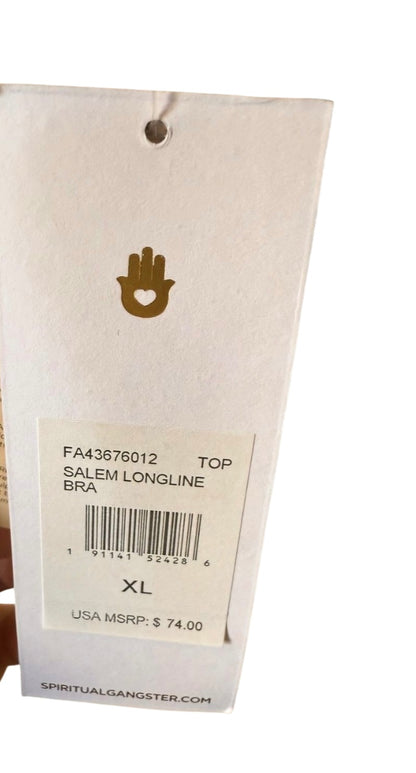 FA43676012 TOP
SALEM LONGLINE
BRA
1 91141 52428 6
XL
USA MSRP: $ 74.00
SPIRITUALGANGSTER.COM